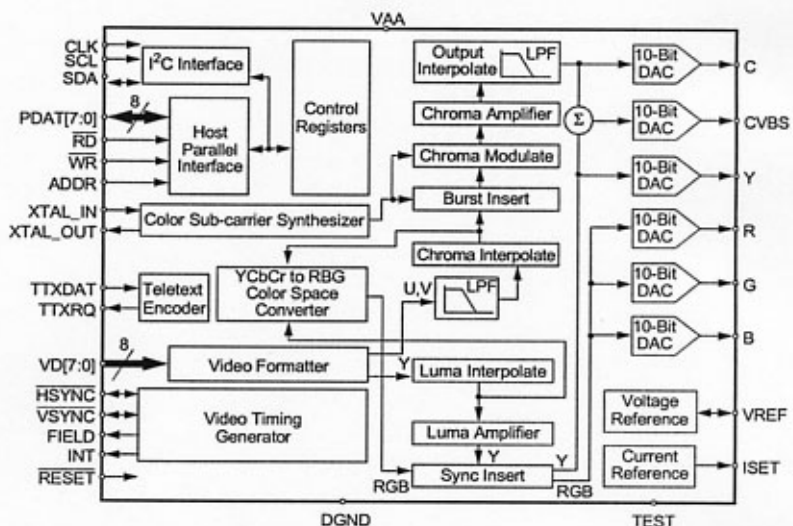 VAA
CLK
SCL
SDA
I²C Interface
PDAT[7:0]
8
RD
WR
ADDR
Host
Parallel
Interface
Control
Registers
XTAL_IN
XTAL_OUT
Color Sub-carrier Synthesizer
TTXDAT
TTXRQ
Teletext
Encoder
YCbCr to RBG
Color Space
Converter
VD[7:0]
8
Video Formatter
HSYNC
VSYNC
FIELD
INT
RESET
Video Timing
Generator
Output
Interpolate
LPF
Chroma Amplifier
Chroma Modulate
Burst Insert
Chroma Interpolate
U,V
LPF
Y
Luma Interpolate
Luma Amplifier
Y
Sync Insert
RGB
Y
RGB
Σ
10-Bit
DAC
C
10-Bit
DAC
CVBS
10-Bit
DAC
Y
10-Bit
DAC
R
10-Bit
DAC
G
10-Bit
DAC
B
Voltage
Reference
VREF
Current
Reference
ISET
DGND
TEST